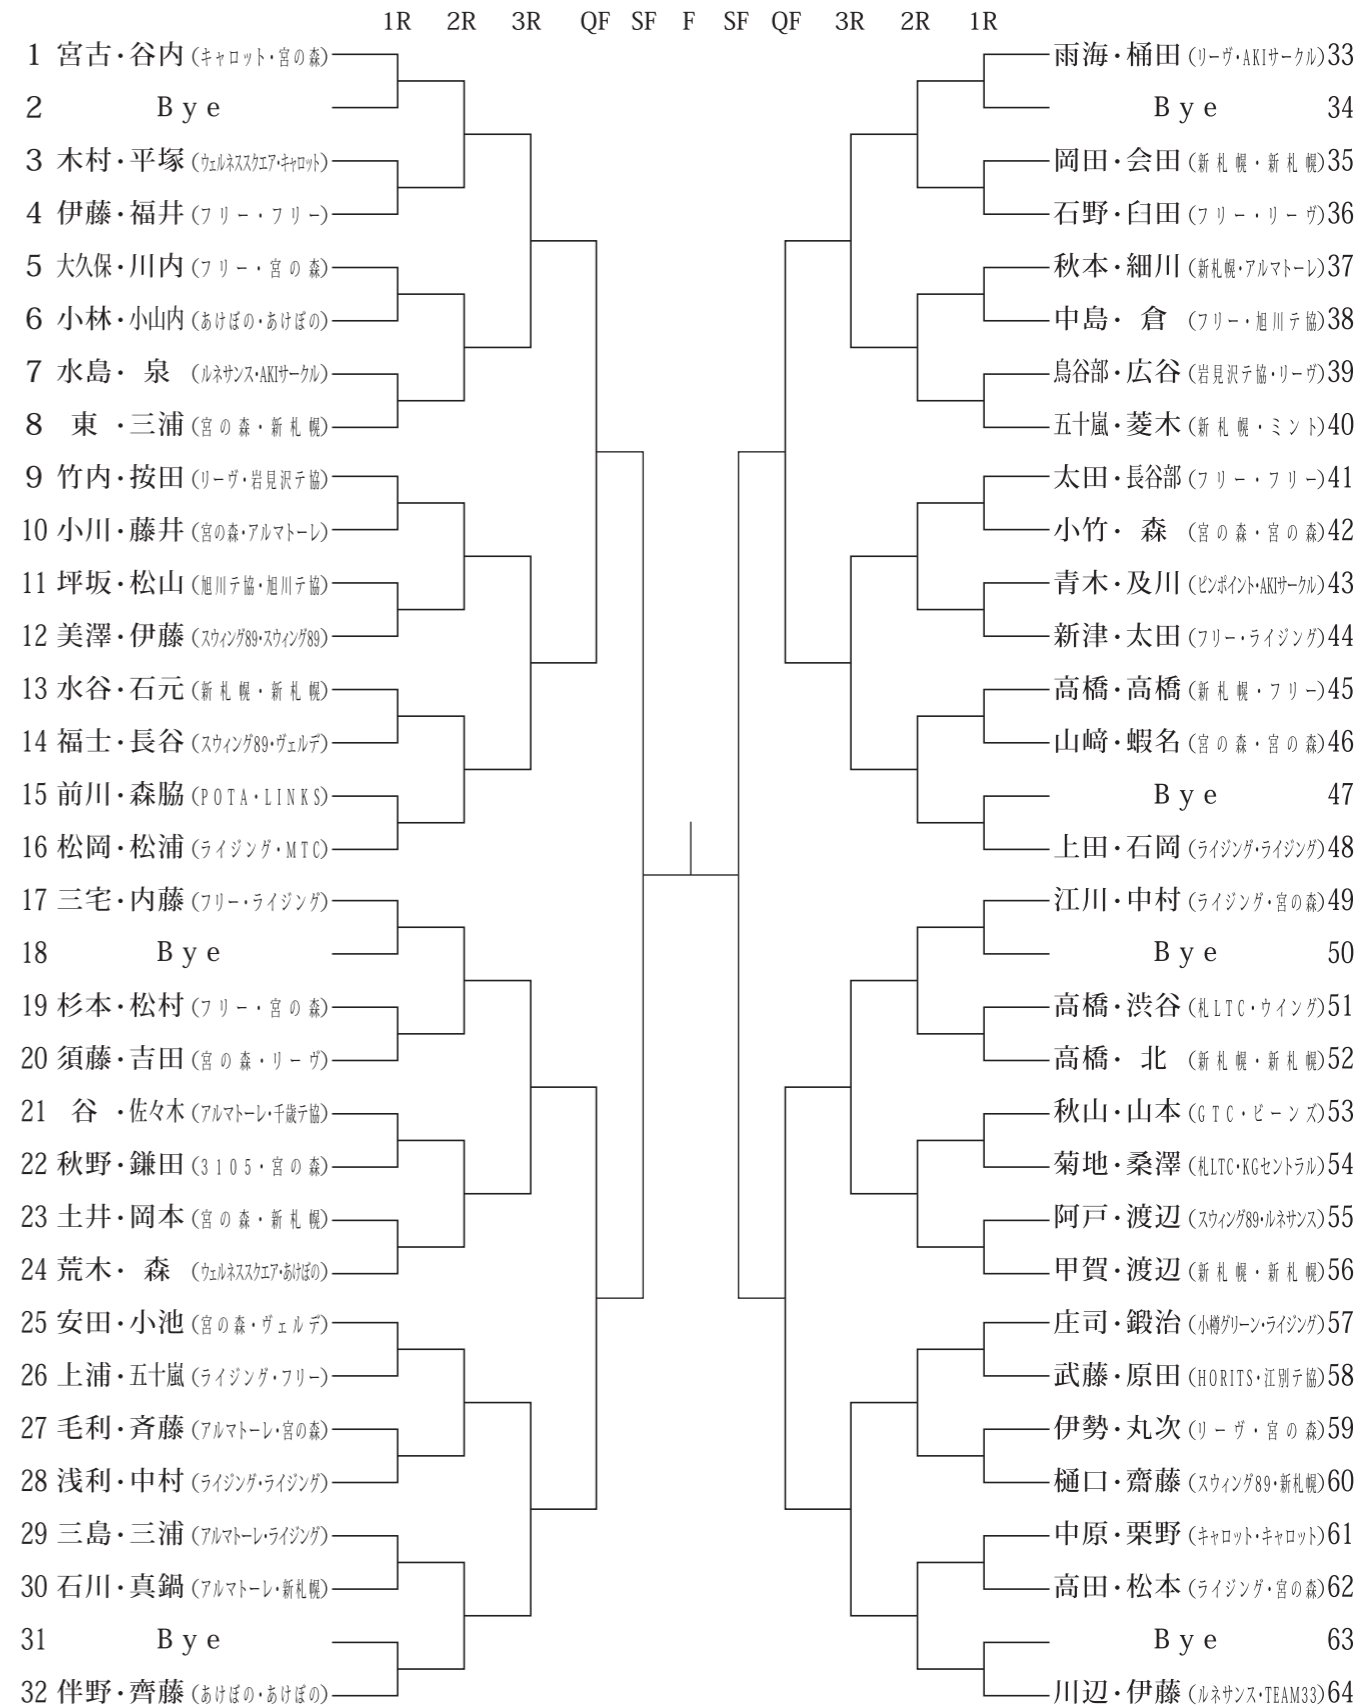 1R 2R 3R QF SF F SF QF 3R 2R 1R
1 宮古・谷内 (キャロット・宮の森)
2 Bye
3 木村・平塚 (ウェルネススクエア・キャロット)
4 伊藤・福井 (フリー・フリー)
5 大久保・川内 (フリー・宮の森)
6 小林・小山内 (あけぼの・あけぼの)
7 水島・泉 (ルネサンス・AKIサークル)
8 東・三浦 (宮の森・新札幌)
9 竹内・按田 (リーヴ・岩見沢テ協)
10 小川・藤井 (宮の森・アルマトーレ)
11 坪坂・松山 (旭川テ協・旭川テ協)
12 美澤・伊藤 (スウィング89・スウィング89)
13 水谷・石元 (新札幌・新札幌)
14 福士・長谷 (スウィング89・ヴェルデ)
15 前川・森脇 (POTA・LINKS)
16 松岡・松浦 (ライジング・MTC)
17 三宅・内藤 (フリー・ライジング)
18 Bye
19 杉本・松村 (フリー・宮の森)
20 須藤・吉田 (宮の森・リーヴ)
21 谷・佐々木 (アルマトーレ・千歳テ協)
22 秋野・鎌田 (3105・宮の森)
23 土井・岡本 (宮の森・新札幌)
24 荒木・森 (ウェルネススクエア・あけぼの)
25 安田・小池 (宮の森・ヴェルデ)
26 上浦・五十嵐 (ライジング・フリー)
27 毛利・斉藤 (アルマトーレ・宮の森)
28 浅利・中村 (ライジング・ライジング)
29 三島・三浦 (アルマトーレ・ライジング)
30 石川・真鍋 (アルマトーレ・新札幌)
31 Bye
32 伴野・齊藤 (あけぼの・あけぼの)
雨海・桶田 (リーヴ・AKIサークル) 33
Bye 34
岡田・会田 (新札幌・新札幌) 35
石野・臼田 (フリー・リーヴ) 36
秋本・細川 (新札幌・アルマトーレ) 37
中島・倉 (フリー・旭川テ協) 38
鳥谷部・広谷 (岩見沢テ協・リーヴ) 39
五十嵐・菱木 (新札幌・ミント) 40
太田・長谷部 (フリー・フリー) 41
小竹・森 (宮の森・宮の森) 42
青木・及川 (ピンポイント・AKIサークル) 43
新津・太田 (フリー・ライジング) 44
高橋・高橋 (新札幌・フリー) 45
山﨑・蝦名 (宮の森・宮の森) 46
Bye 47
上田・石岡 (ライジング・ライジング) 48
江川・中村 (ライジング・宮の森) 49
Bye 50
高橋・渋谷 (札LTC・ウイング) 51
高橋・北 (新札幌・新札幌) 52
秋山・山本 (GTC・ビーンズ) 53
菊地・桑澤 (札LTC・KGセントラル) 54
阿戸・渡辺 (スウィング89・ルネサンス) 55
甲賀・渡辺 (新札幌・新札幌) 56
庄司・鍛治 (小樽グリーン・ライジング) 57
武藤・原田 (HORITS・江別テ協) 58
伊勢・丸次 (リーヴ・宮の森) 59
樋口・齋藤 (スウィング89・新札幌) 60
中原・栗野 (キャロット・キャロット) 61
高田・松本 (ライジング・宮の森) 62
Bye 63
川辺・伊藤 (ルネサンス・TEAM33) 64